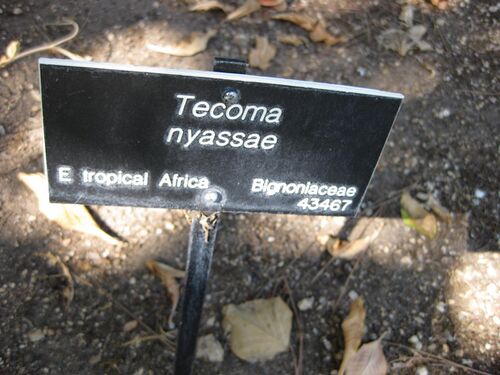 Tecoma
nyassae
E tropical Africa Bignoniaceae
43467